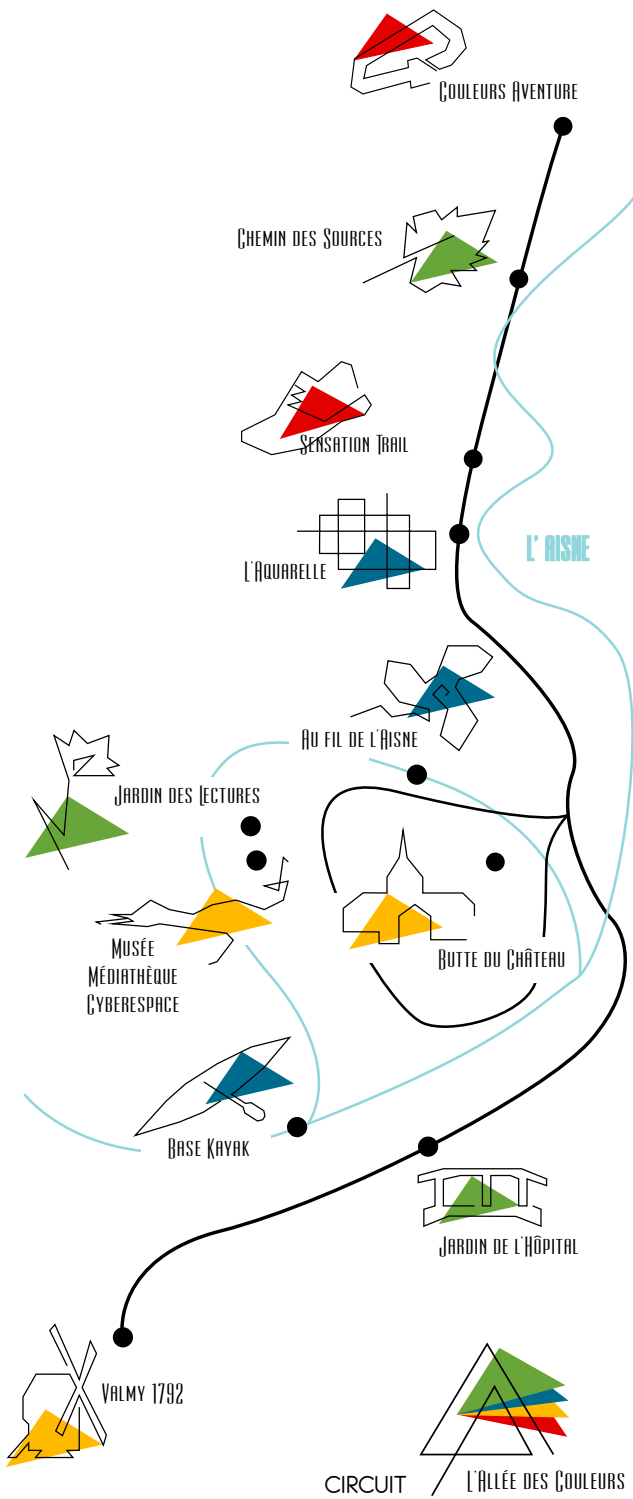 Couleurs Aventure
Chemin des Sources
Sensation Trail
L'Aquarelle
L' AISNE
Au fil de l'Aisne
Jardin des Lectures
Musée
Médiathèque
Cyberespace
Butte du Château
Base Kayak
Jardin de l'Hôpital
Valmy 1792
CIRCUIT L'Allée des Couleurs